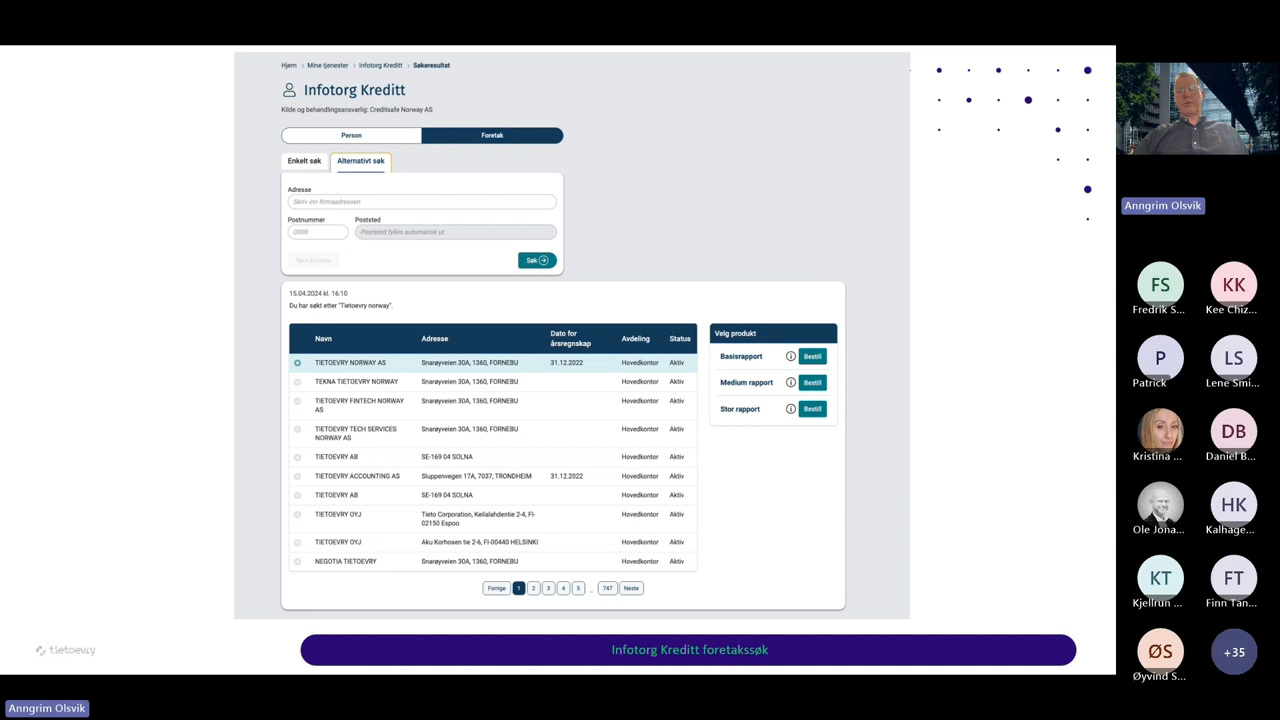 Hjem > Mine tjenester > Infotorg Kreditt > Søkeresultat
Infotorg Kreditt
Kilde og behandlingsansvarlig: Creditsafe Norway AS
Person Foretak
Enkelt søk Alternativt søk
Adresse
Skriv inn firmaadressen
Postnummer Poststed
0000 Poststed fylles automatisk ut
Søk
15.04.2024 kl. 16:10
Du har søkt etter "Tietoevry norway".
Navn Adresse Dato for årsregnskap Avdeling Status
TIETOEVRY NORWAY AS Snarøyveien 30A, 1360, FORNEBU 31.12.2022 Hovedkontor Aktiv
TEKNA TIETOEVRY NORWAY Snarøyveien 30A, 1360, FORNEBU Hovedkontor Aktiv
TIETOEVRY FINTECH NORWAY AS Snarøyveien 30A, 1360, FORNEBU Hovedkontor Aktiv
TIETOEVRY TECH SERVICES NORWAY AS Snarøyveien 30A, 1360, FORNEBU Hovedkontor Aktiv
TIETOEVRY AB SE-169 04 SOLNA Hovedkontor Aktiv
TIETOEVRY ACCOUNTING AS Sluppenvegen 17A, 7037, TRONDHEIM 31.12.2022 Hovedkontor Aktiv
TIETOEVRY AB SE-169 04 SOLNA Hovedkontor Aktiv
TIETOEVRY OYJ Tieto Corporation, Keilalahdentie 2-4, FI-02150 Espoo Hovedkontor Aktiv
TIETOEVRY OYJ Aku Korhosen tie 2-6, FI-00440 HELSINKI Hovedkontor Aktiv
NEGOTIA TIETOEVRY Snarøyveien 30A, 1360, FORNEBU Hovedkontor Aktiv
Forrige 1 2 3 4 5 ... 747 Neste
Velg produkt
Basisrapport Bestill
Medium rapport Bestill
Stor rapport Bestill
tietoevry
Infotorg Kreditt foretakssøk
Anngrim Olsvik
Anngrim Olsvik
FS KK
Fredrik S... Kee Chiz...
P LS
Patrick Lene Smi...
DB
Kristina ... Daniel B...
HK
Ole Jona... Kalhage...
KT FT
Kjellrun ... Finn Tan...
ØS +35
Øyvind S...